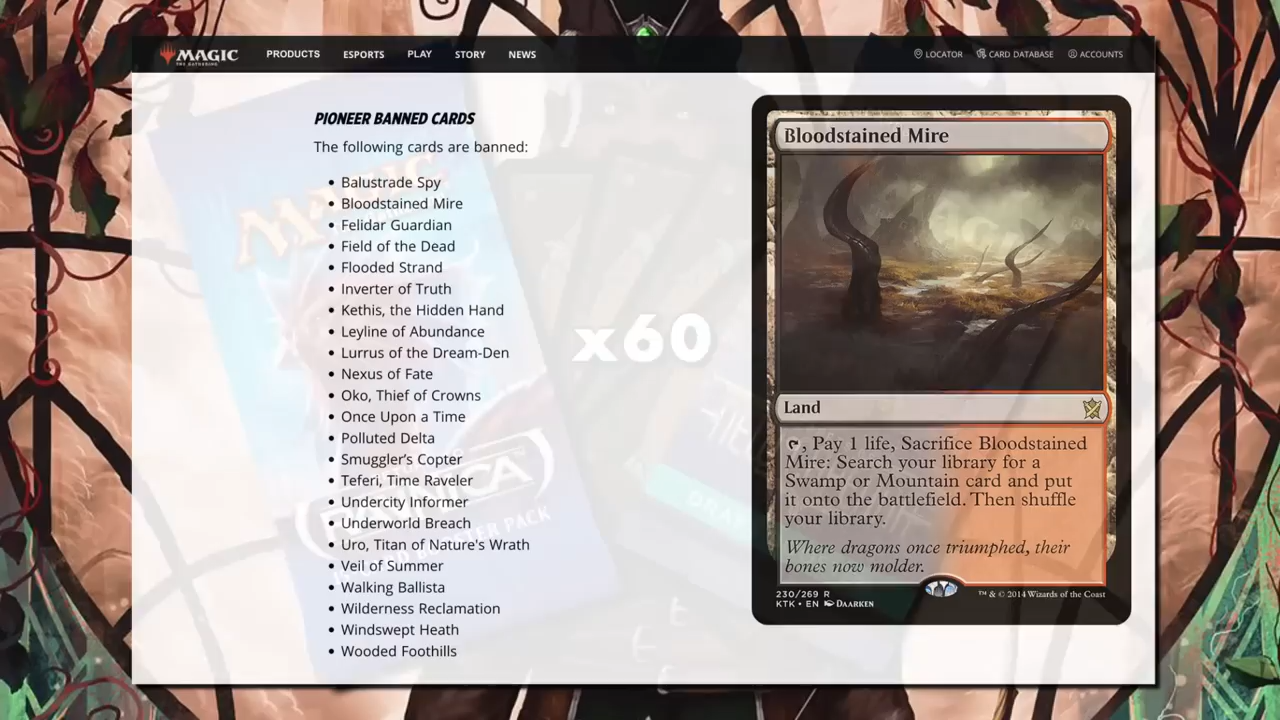 MAGIC
THE GATHERING
PRODUCTS
ESPORTS
PLAY
STORY
NEWS
LOCATOR
CARD DATABASE
ACCOUNTS
PIONEER BANNED CARDS
The following cards are banned:
• Balustrade Spy
• Bloodstained Mire
• Felidar Guardian
• Field of the Dead
• Flooded Strand
• Inverter of Truth
• Kethis, the Hidden Hand
• Leyline of Abundance
• Lurrus of the Dream-Den
• Nexus of Fate
• Oko, Thief of Crowns
• Once Upon a Time
• Polluted Delta
• Smuggler's Copter
• Teferi, Time Raveler
• Undercity Informer
• Underworld Breach
• Uro, Titan of Nature's Wrath
• Veil of Summer
• Walking Ballista
• Wilderness Reclamation
• Windswept Heath
• Wooded Foothills
x60
Bloodstained Mire
Land
, Pay 1 life, Sacrifice Bloodstained
Mire: Search your library for a
Swamp or Mountain card and put
it onto the battlefield. Then shuffle
your library.
Where dragons once triumphed, their
bones now molder.
230/269 R
KTK • EN DAARKEN
™ & © 2014 Wizards of the Coast